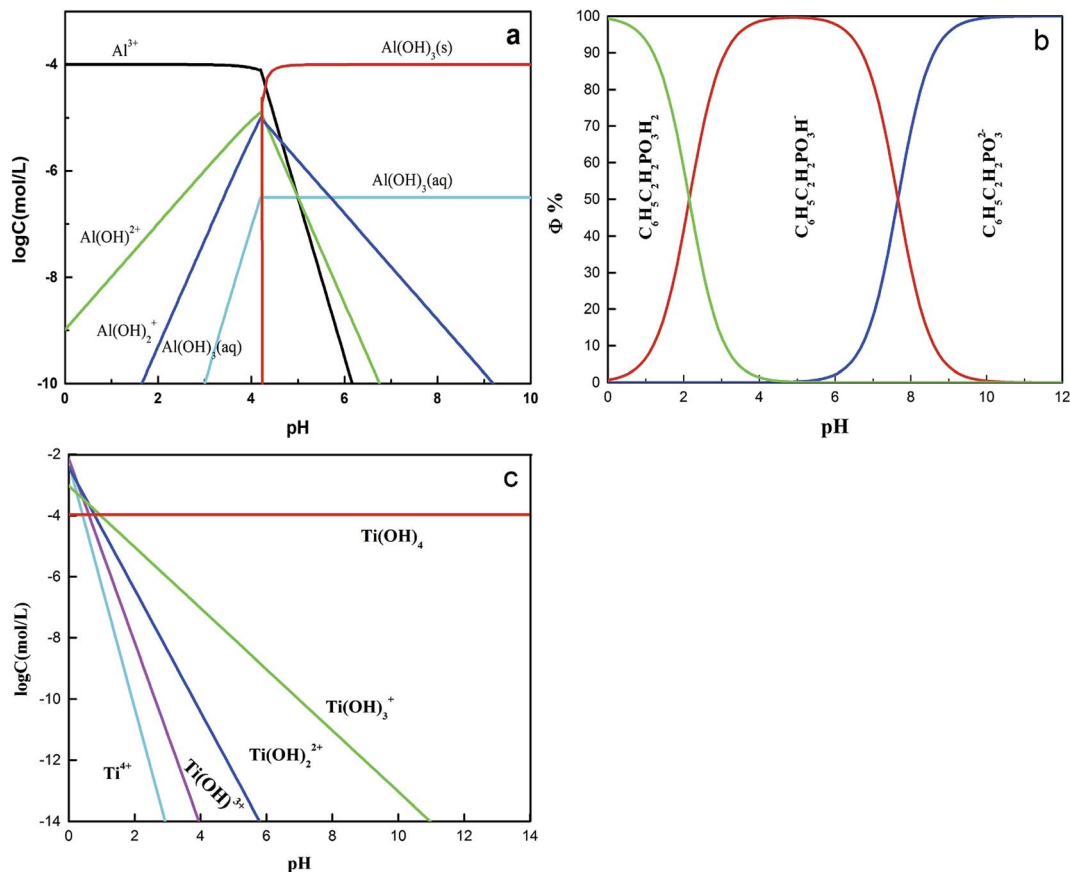 a
Al³⁺
Al(OH)₃(s)
Al(OH)₃(aq)
Al(OH)²⁺
Al(OH)₂⁺
Al(OH)₃(aq)
logC(mol/L)
-4
-6
-8
-10
0 2 4 6 8 10
pH
b
C₆H₅C₂H₂PO₃H₂
C₆H₅C₂H₂PO₃H⁻
C₆H₅C₂H₂PO₃²⁻
Φ %
100
90
80
70
60
50
40
30
20
10
0
0 2 4 6 8 10 12
pH
c
Ti(OH)₄
Ti(OH)₃⁺
Ti(OH)₂²⁺
Ti(OH)³⁺
Ti⁴⁺
logC(mol/L)
-2
-4
-6
-8
-10
-12
-14
0 2 4 6 8 10 12 14
pH